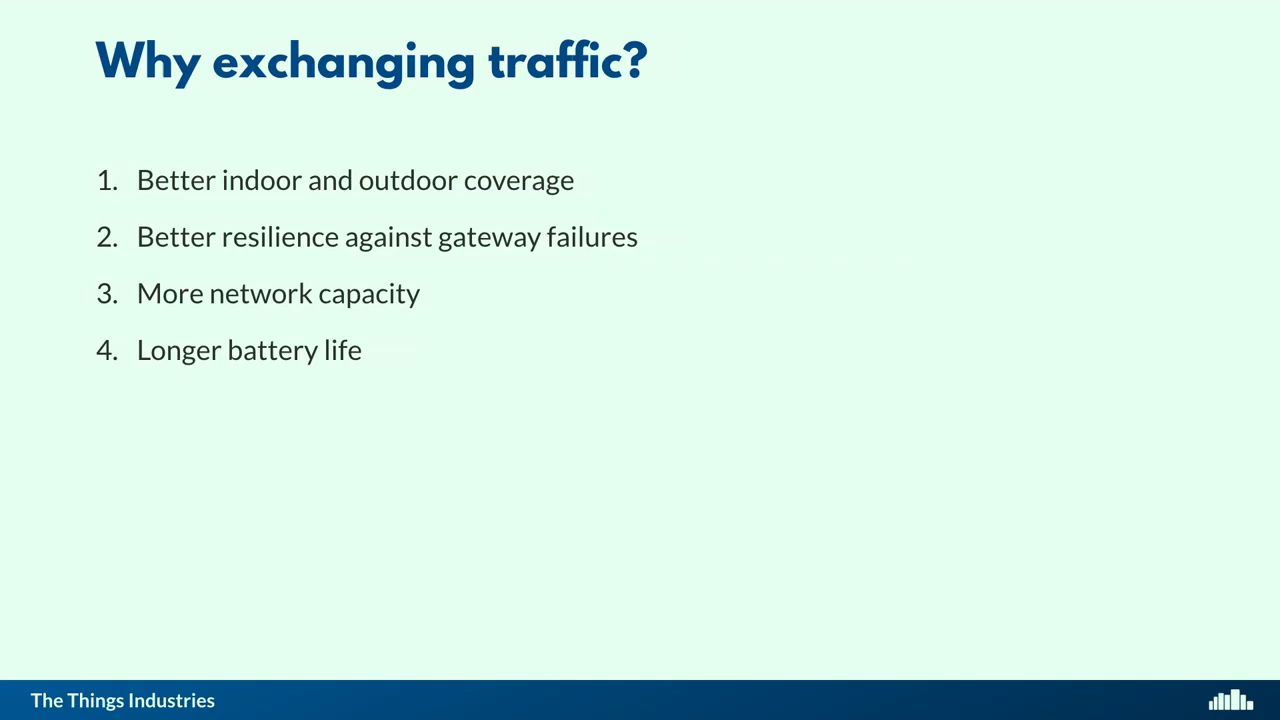 Why exchanging traffic?
1. Better indoor and outdoor coverage
2. Better resilience against gateway failures
3. More network capacity
4. Longer battery life
The Things Industries